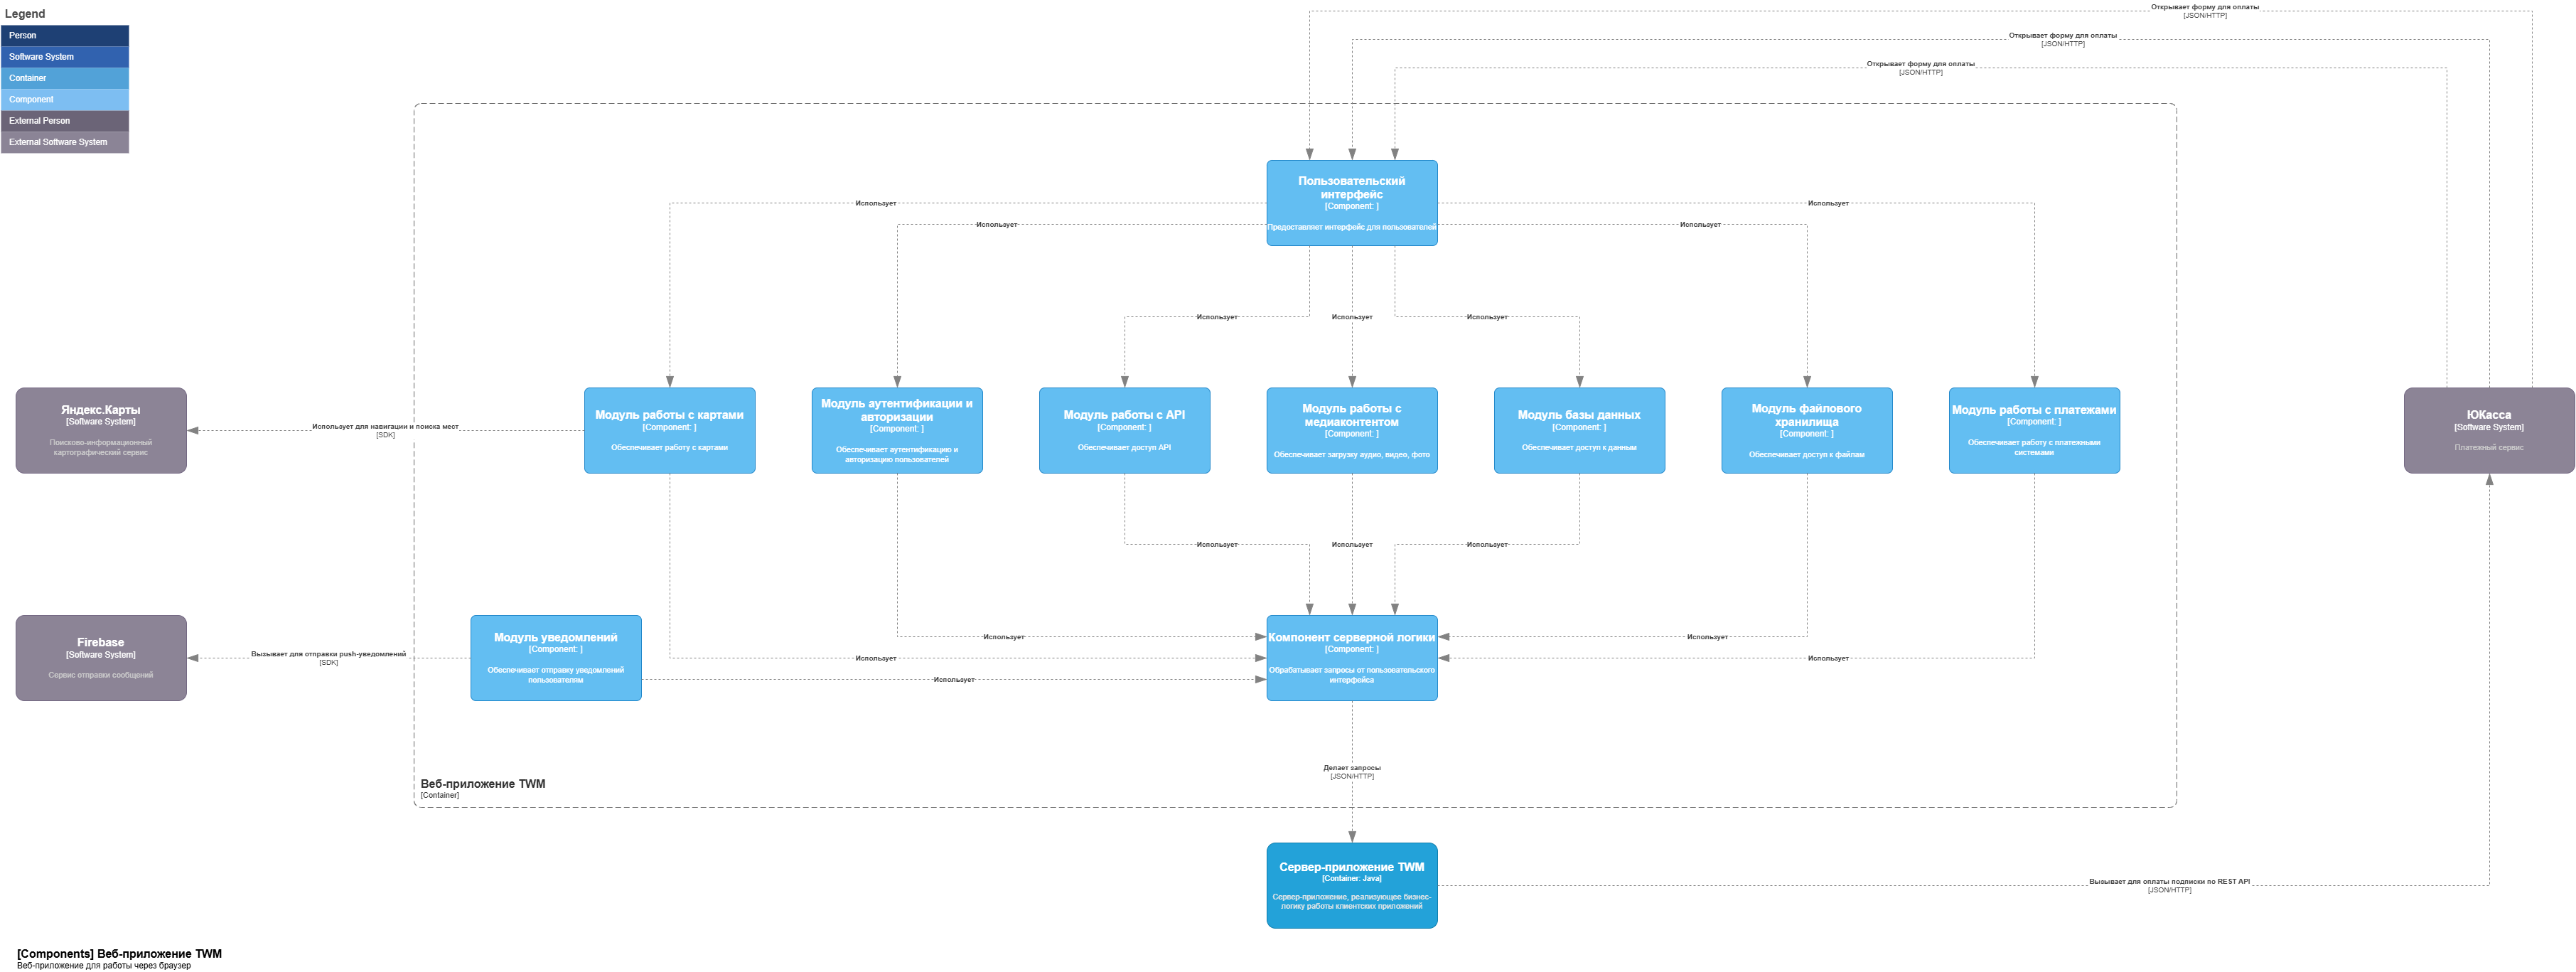 Legend
Person
Software System
Container
Component
External Person
External Software System
Открывает форму для оплаты
[JSON/HTTP]
Открывает форму для оплаты
[JSON/HTTP]
Открывает форму для оплаты
[JSON/HTTP]
Пользовательский
интерфейс
[Component: ]
Предоставляет интерфейс для пользователей
Использует
Использует
Использует
Использует
Использует
Использует
Использует
Яндекс.Карты
[Software System]
Поисково-информационный
картографический сервис
Использует для навигации и поиска мест
[SDK]
Модуль работы с картами
[Component: ]
Обеспечивает работу с картами
Модуль аутентификации и
авторизации
[Component: ]
Обеспечивает аутентификацию и
авторизацию пользователей
Модуль работы с API
[Component: ]
Обеспечивает доступ API
Модуль работы с
медиаконтентом
[Component: ]
Обеспечивает загрузку аудио, видео, фото
Модуль базы данных
[Component: ]
Обеспечивает доступ к данным
Модуль файлового
хранилища
[Component: ]
Обеспечивает доступ к файлам
Модуль работы с платежами
[Component: ]
Обеспечивает работу с платежными
системами
ЮКасса
[Software System]
Платежный сервис
Использует
Использует
Использует
Firebase
[Software System]
Сервис отправки сообщений
Вызывает для отправки push-уведомлений
[SDK]
Модуль уведомлений
[Component: ]
Обеспечивает отправку уведомлений
пользователям
Использует
Использует
Использует
Компонент серверной логики
[Component: ]
Обрабатывает запросы от пользовательского
интерфейса
Использует
Использует
Делает запросы
[JSON/HTTP]
Веб-приложение TWM
[Container]
Сервер-приложение TWM
[Container: Java]
Сервер-приложение, реализующее бизнес-
логику работы клиентских приложений
Вызывает для оплаты подписки по REST API
[JSON/HTTP]
[Components] Веб-приложение TWM
Веб-приложение для работы через браузер